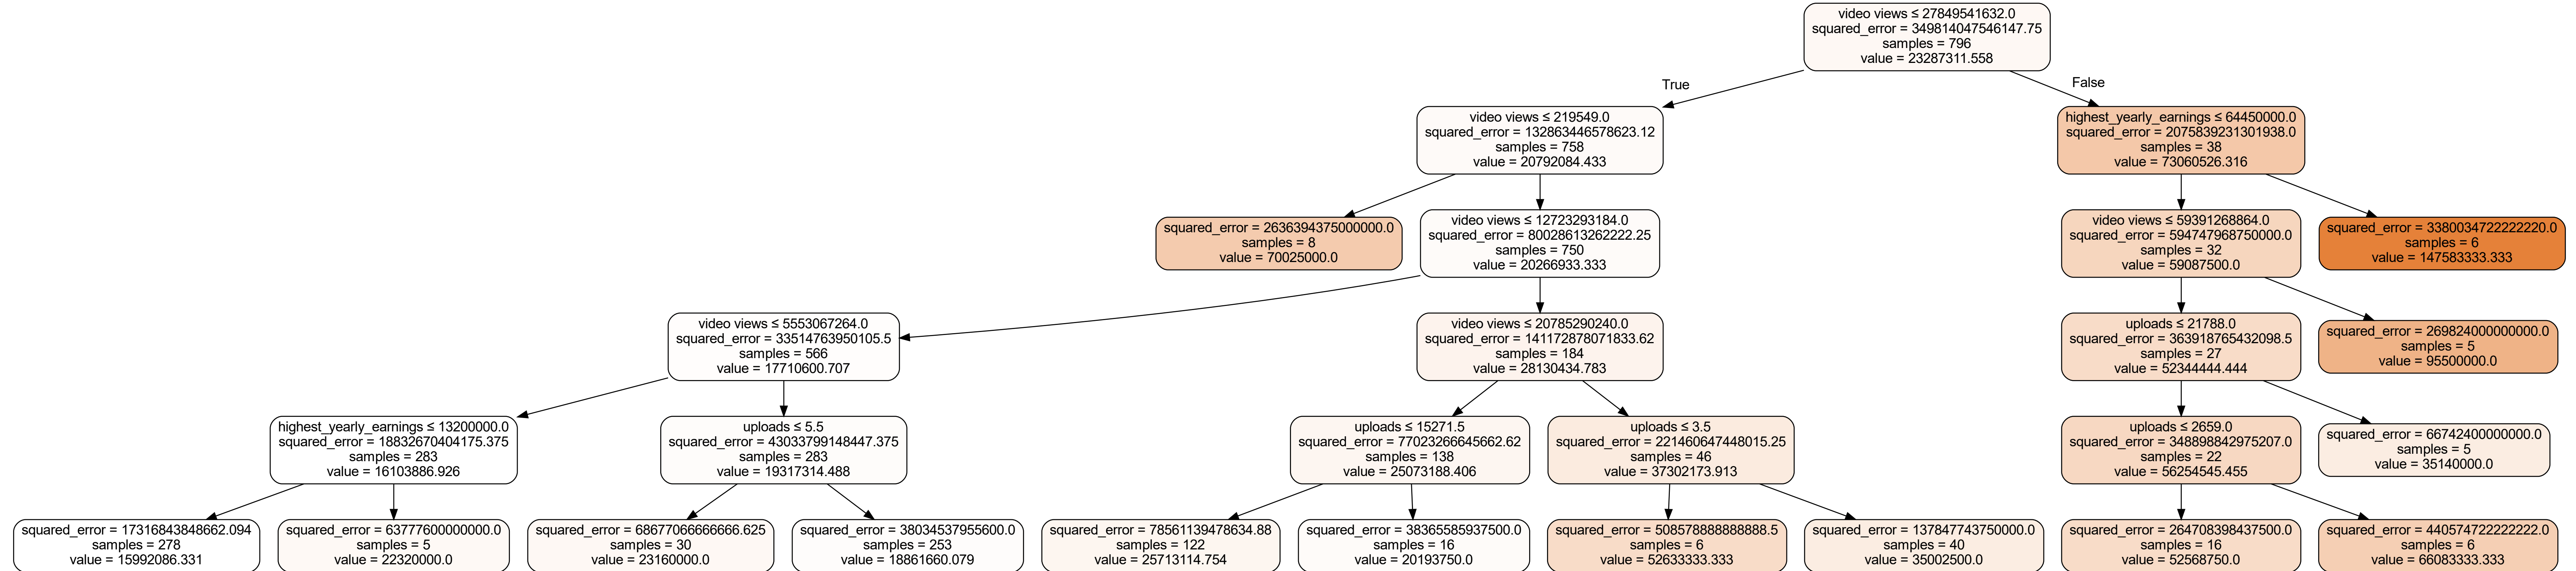 video views ≤ 27849541632.0
squared_error = 349814047546147.75
samples = 796
value = 23287311.558
True
False
video views ≤ 219549.0
squared_error = 132863446578623.12
samples = 758
value = 20792084.433
highest_yearly_earnings ≤ 64450000.0
squared_error = 2075839231301938.0
samples = 38
value = 73060526.316
squared_error = 2636394375000000.0
samples = 8
value = 70025000.0
video views ≤ 12723293184.0
squared_error = 80028613262222.25
samples = 750
value = 20266933.333
video views ≤ 59391268864.0
squared_error = 594747968750000.0
samples = 32
value = 59087500.0
squared_error = 3380034722222220.0
samples = 6
value = 147583333.333
video views ≤ 5553067264.0
squared_error = 33514763950105.5
samples = 566
value = 17710600.707
video views ≤ 20785290240.0
squared_error = 141172878071833.62
samples = 184
value = 28130434.783
uploads ≤ 21788.0
squared_error = 363918765432098.5
samples = 27
value = 52344444.444
squared_error = 269824000000000.0
samples = 5
value = 95500000.0
highest_yearly_earnings ≤ 13200000.0
squared_error = 18832670404175.375
samples = 283
value = 16103886.926
uploads ≤ 5.5
squared_error = 43033799148447.375
samples = 283
value = 19317314.488
uploads ≤ 15271.5
squared_error = 77023266645662.62
samples = 138
value = 25073188.406
uploads ≤ 3.5
squared_error = 221460647448015.25
samples = 46
value = 37302173.913
uploads ≤ 2659.0
squared_error = 348898842975207.0
samples = 22
value = 56254545.455
squared_error = 66742400000000.0
samples = 5
value = 35140000.0
squared_error = 17316843848662.094
samples = 278
value = 15992086.331
squared_error = 63777600000000.0
samples = 5
value = 22320000.0
squared_error = 68677066666666.625
samples = 30
value = 23160000.0
squared_error = 38034537955600.0
samples = 253
value = 18861660.079
squared_error = 78561139478634.88
samples = 122
value = 25713114.754
squared_error = 38365585937500.0
samples = 16
value = 20193750.0
squared_error = 508578888888888.5
samples = 6
value = 52633333.333
squared_error = 137847743750000.0
samples = 40
value = 35002500.0
squared_error = 264708398437500.0
samples = 16
value = 52568750.0
squared_error = 440574722222222.0
samples = 6
value = 66083333.333